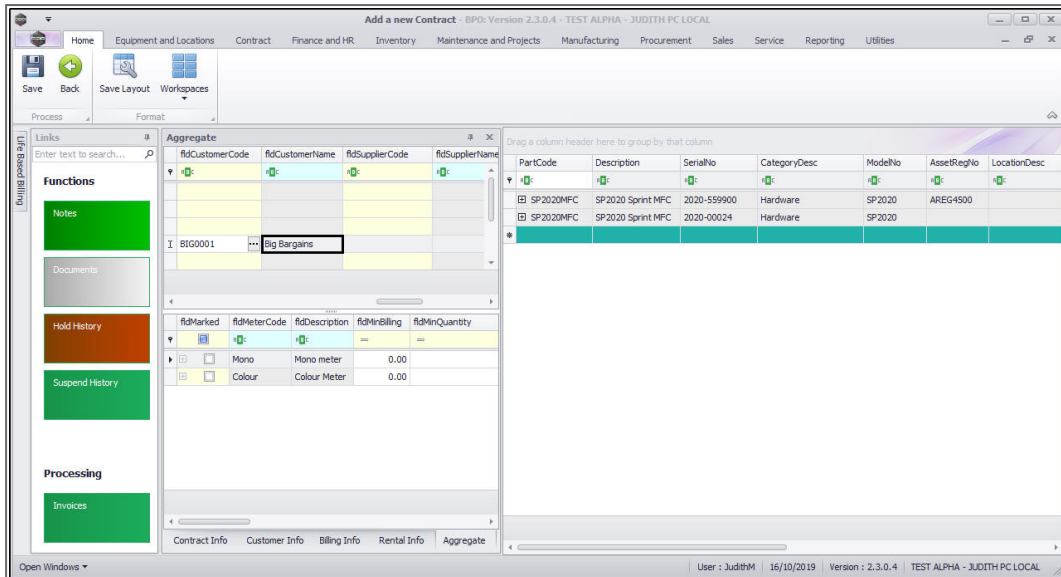 Add a new Contract - BPO: Version 2.3.0.4 - TEST ALPHA - JUDITH PC LOCAL
Home Equipment and Locations Contract Finance and HR Inventory Maintenance and Projects Manufacturing Procurement Sales Service Reporting Utilities
Save Back Save Layout Workspaces
Process Format
Life Based Billing
Links
Enter text to search...
Functions
Notes
Documents
Hold History
Suspend History
Processing
Invoices
Aggregate
fldCustomerCode fldCustomerName fldSupplierCode fldSupplierName
BIG0001 ... Big Bargains
fldMarked fldMeterCode fldDescription fldMinBilling fldMinQuantity
= =
Mono Mono meter 0.00
Colour Colour Meter 0.00
Contract Info Customer Info Billing Info Rental Info Aggregate
Drag a column header here to group by that column
PartCode Description SerialNo CategoryDesc ModelNo AssetRegNo LocationDesc
SP2020MFC SP2020 Sprint MFC 2020-559900 Hardware SP2020 AREG4500
SP2020MFC SP2020 Sprint MFC 2020-00024 Hardware SP2020
Open Windows User : JudithM 16/10/2019 Version : 2.3.0.4 TEST ALPHA - JUDITH PC LOCAL